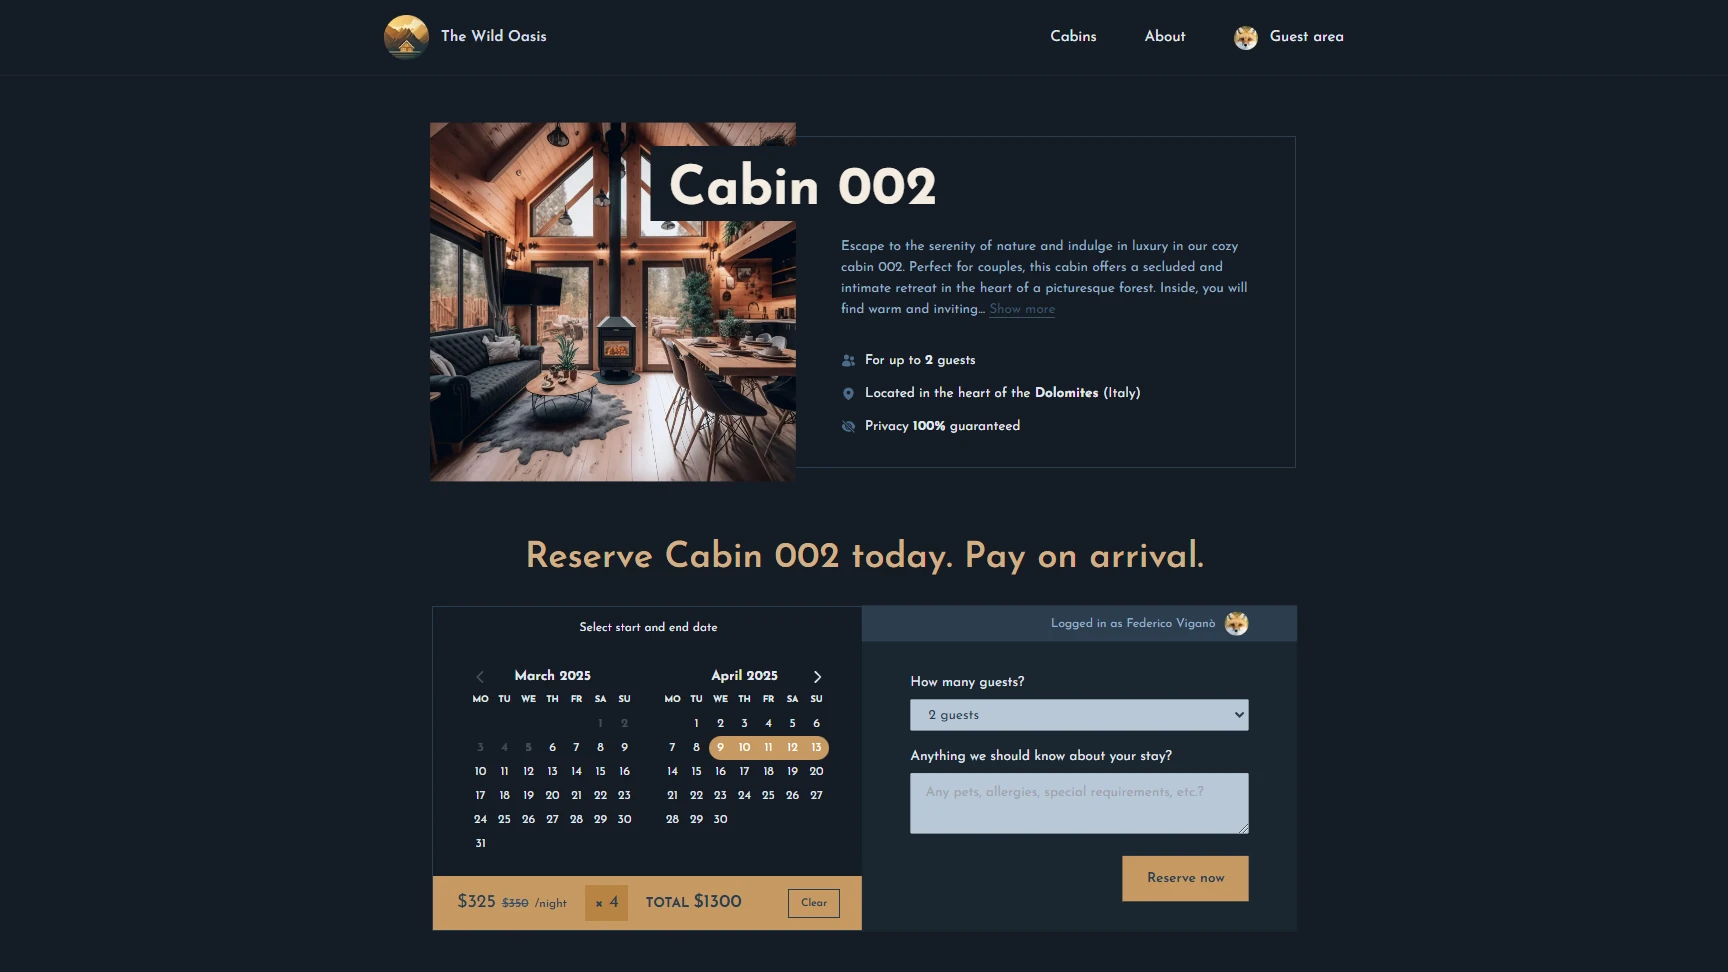 The Wild Oasis
Cabins
About
Guest area
Cabin 002
Escape to the serenity of nature and indulge in luxury in our cozy
cabin 002. Perfect for couples, this cabin offers a secluded and
intimate retreat in the heart of a picturesque forest. Inside, you will
find warm and inviting... Show more
For up to 2 guests
Located in the heart of the Dolomites (Italy)
Privacy 100% guaranteed
Reserve Cabin 002 today. Pay on arrival.
Select start and end date
March 2025
MO TU WE TH FR SA SU
1 2
3 4 5 6 7 8 9
10 11 12 13 14 15 16
17 18 19 20 21 22 23
24 25 26 27 28 29 30
31
April 2025
MO TU WE TH FR SA SU
1 2 3 4 5 6
7 8 9 10 11 12 13
14 15 16 17 18 19 20
21 22 23 24 25 26 27
28 29 30
$325 $350 /night × 4 TOTAL $1300 Clear
Logged in as Federico Viganò
How many guests?
2 guests
Anything we should know about your stay?
Any pets, allergies, special requirements, etc.?
Reserve now